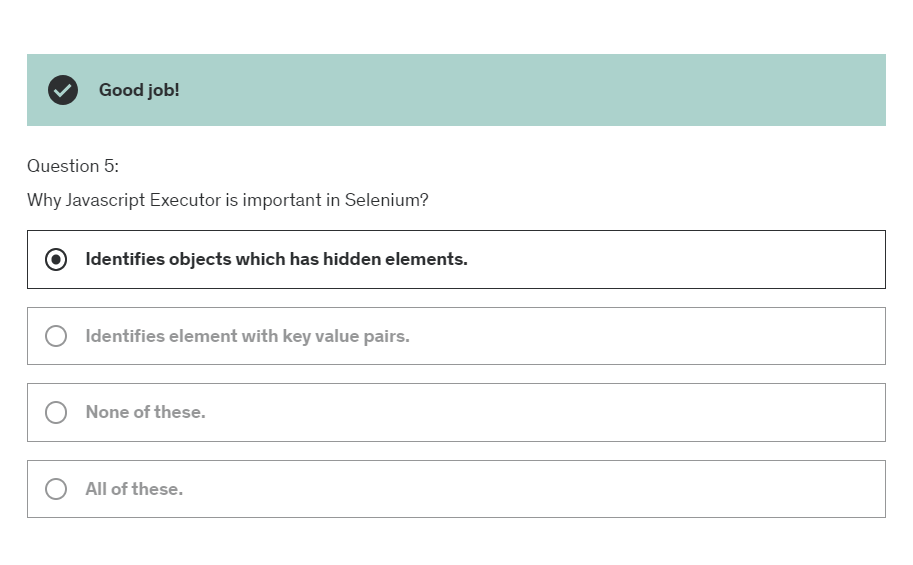 Good job!
Question 5:
Why Javascript Executor is important in Selenium?
Identifies objects which has hidden elements.
Identifies element with key value pairs.
None of these.
All of these.